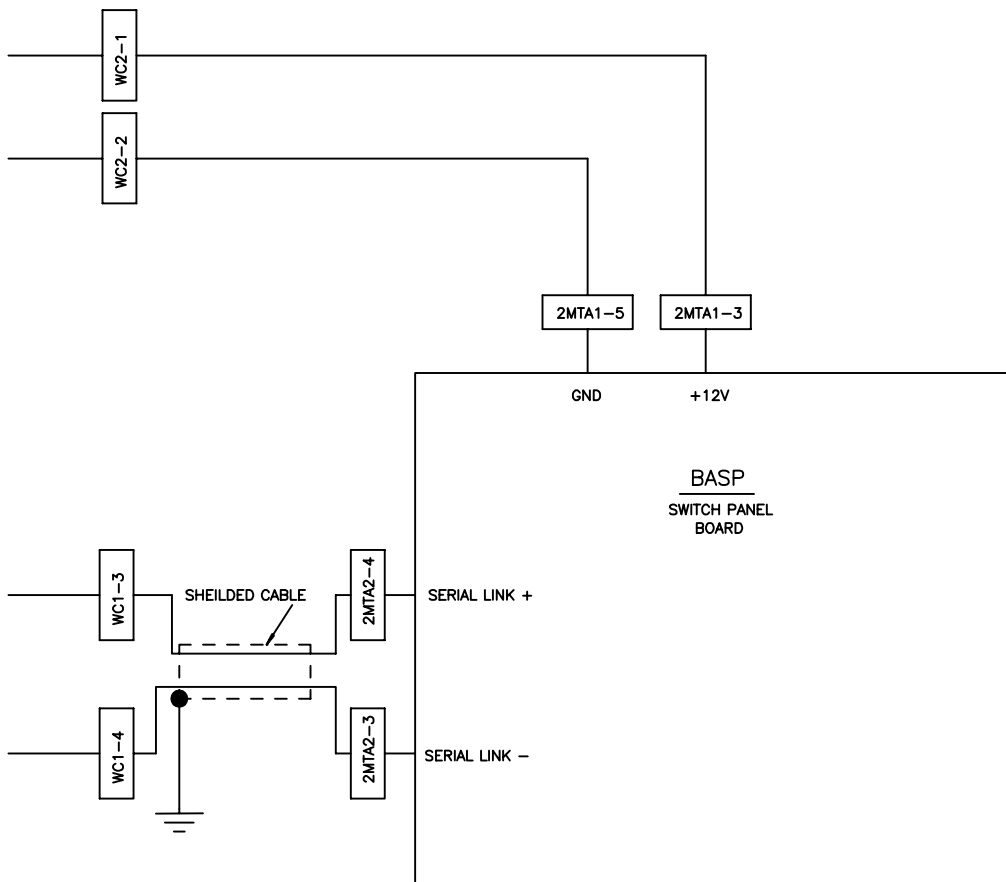 WC2-1
WC2-2
2MTA1-5
2MTA1-3
GND
+12V
BASP
SWITCH PANEL
BOARD
WC1-3
SHEILDED CABLE
2MTA2-4
SERIAL LINK +
WC1-4
2MTA2-3
SERIAL LINK -